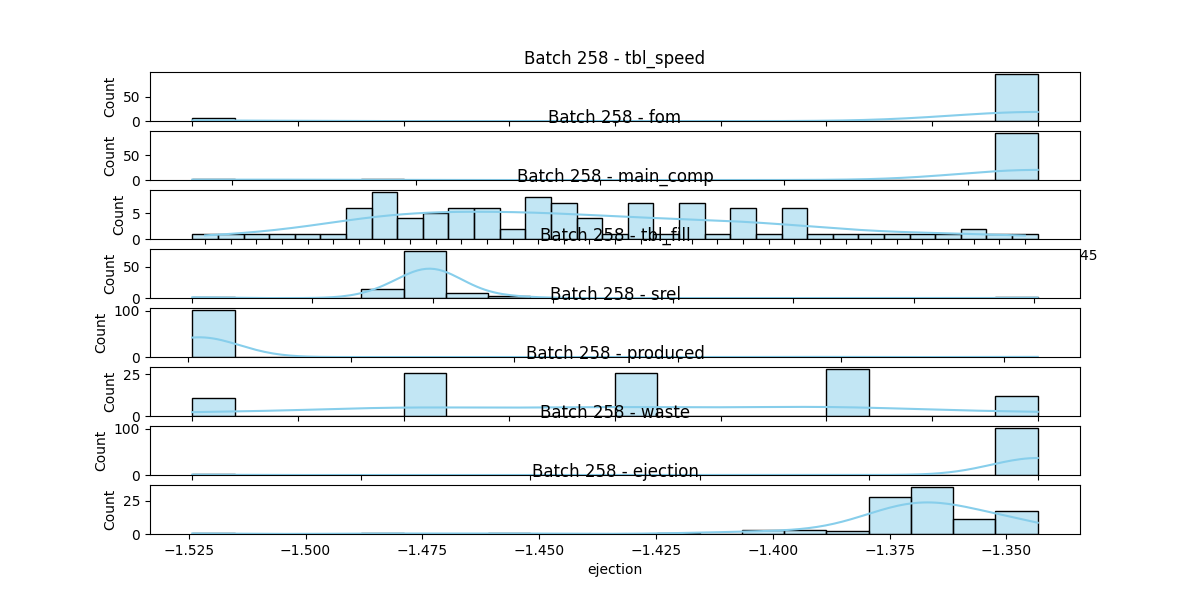 Batch 258 - tbl_speed
Count
50
0
Batch 258 - fom
Count
50
0
Batch 258 - main_comp
Count
5
0
45
Batch 258 - tbl_fill
Count
50
0
Batch 258 - srel
Count
100
0
Batch 258 - produced
Count
25
0
Batch 258 - waste
Count
100
0
Batch 258 - ejection
Count
25
0
−1.525 −1.500 −1.475 −1.450 −1.425 −1.400 −1.375 −1.350
ejection